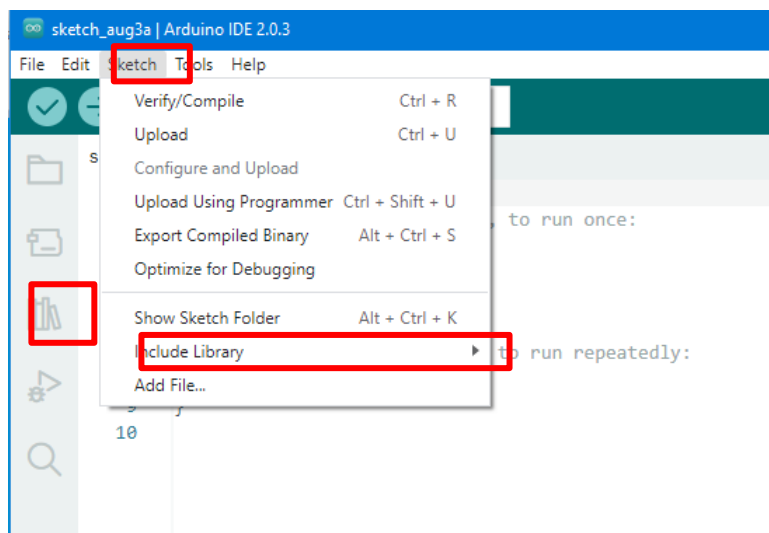 sketch_aug3a | Arduino IDE 2.0.3
File Edit Sketch Tools Help
Verify/Compile Ctrl + R
Upload Ctrl + U
s
Configure and Upload
Upload Using Programmer Ctrl + Shift + U
, to run once:
Export Compiled Binary Alt + Ctrl + S
Optimize for Debugging
Show Sketch Folder Alt + Ctrl + K
Include Library
to run repeatedly:
Add File...
9 }
10